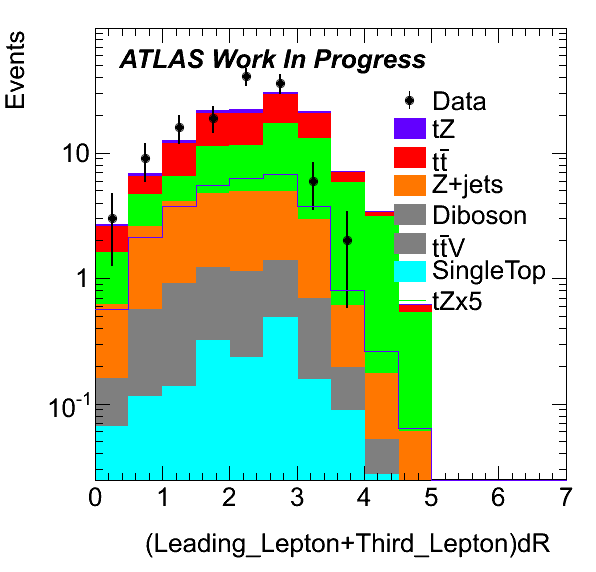 Events
ATLAS Work In Progress
Data
tZ
tt̄
Z+jets
Diboson
tt̄V
SingleTop
tZx5
10
1
10⁻¹
0 1 2 3 4 5 6 7
(Leading_Lepton+Third_Lepton)dR